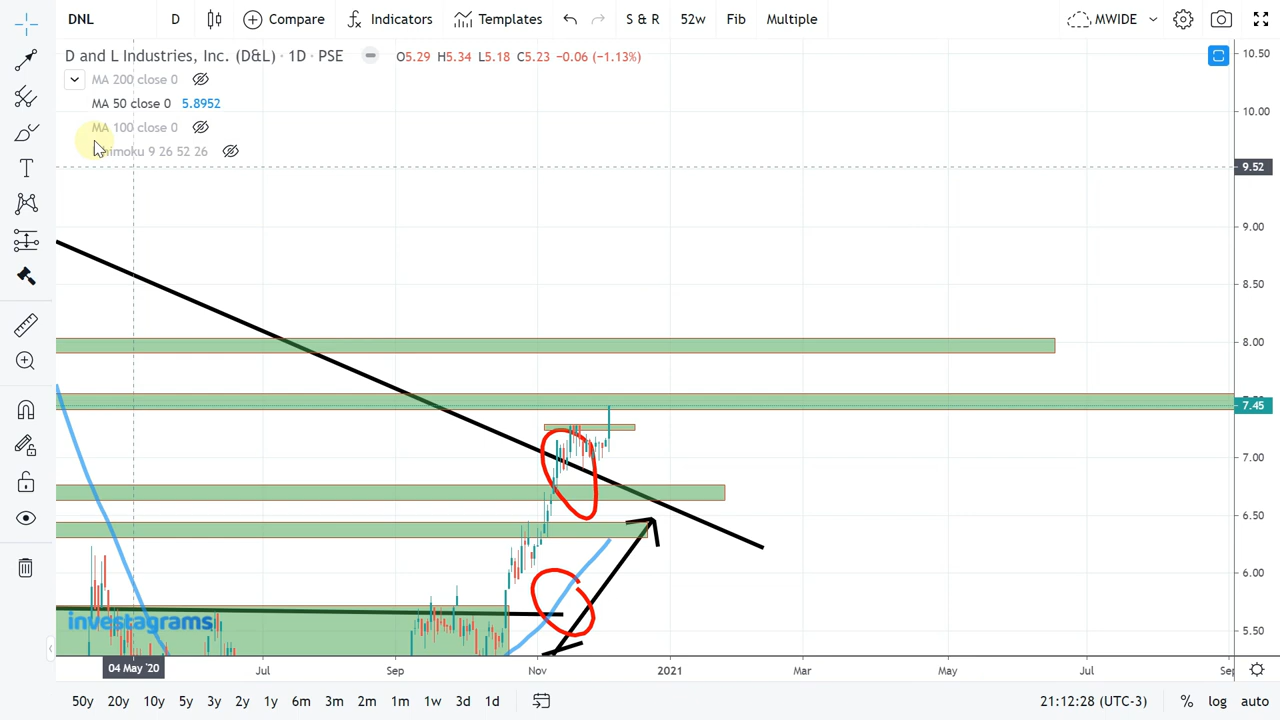 DNL D Compare Indicators Templates S & R 52w Fib Multiple MWIDE
D and L Industries, Inc. (D&L) · 1D · PSE O5.29 H5.34 L5.18 C5.23 −0.06 (−1.13%)
MA 200 close 0
MA 50 close 0 5.8952
MA 100 close 0
himoku 9 26 52 26
10.50
10.00
9.52
9.00
8.50
8.00
7.45
7.00
6.50
6.00
5.50
investagrams
04 May '20 Jul Sep Nov 2021 Mar May Jul Sep
50y 20y 10y 5y 3y 2y 1y 6m 3m 2m 1m 1w 3d 1d 21:12:28 (UTC-3) % log auto